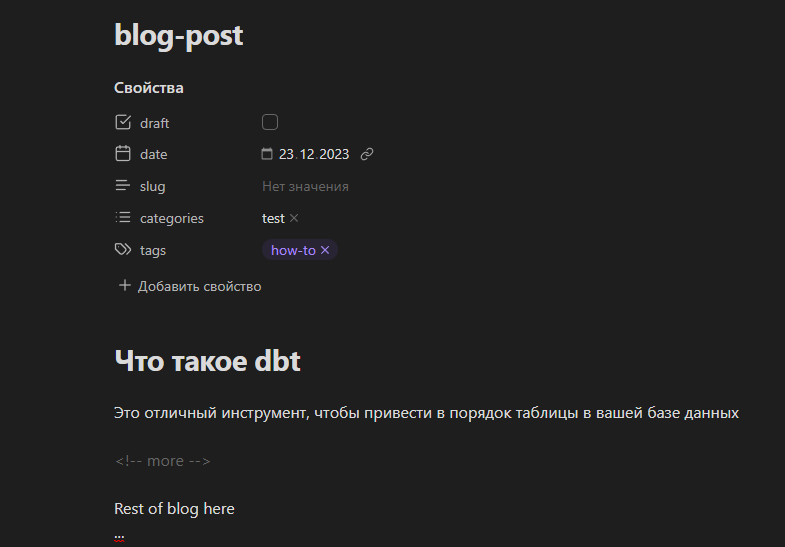 blog-post
Свойства
draft
date 23.12.2023
slug Нет значения
categories test ×
tags how-to ×
+ Добавить свойство
Что такое dbt
Это отличный инструмент, чтобы привести в порядок таблицы в вашей базе данных
<!-- more -->
Rest of blog here
...